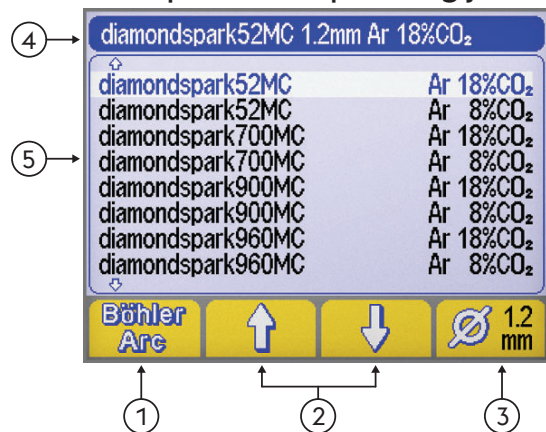 ④
diamondspark52MC 1.2mm Ar 18%CO₂
⑤
diamondspark52MC Ar 18%CO₂
diamondspark52MC Ar 8%CO₂
diamondspark700MC Ar 18%CO₂
diamondspark700MC Ar 8%CO₂
diamondspark900MC Ar 18%CO₂
diamondspark900MC Ar 8%CO₂
diamondspark960MC Ar 18%CO₂
diamondspark960MC Ar 8%CO₂
Böhler
Arc
Ø 1.2
mm
① ② ③